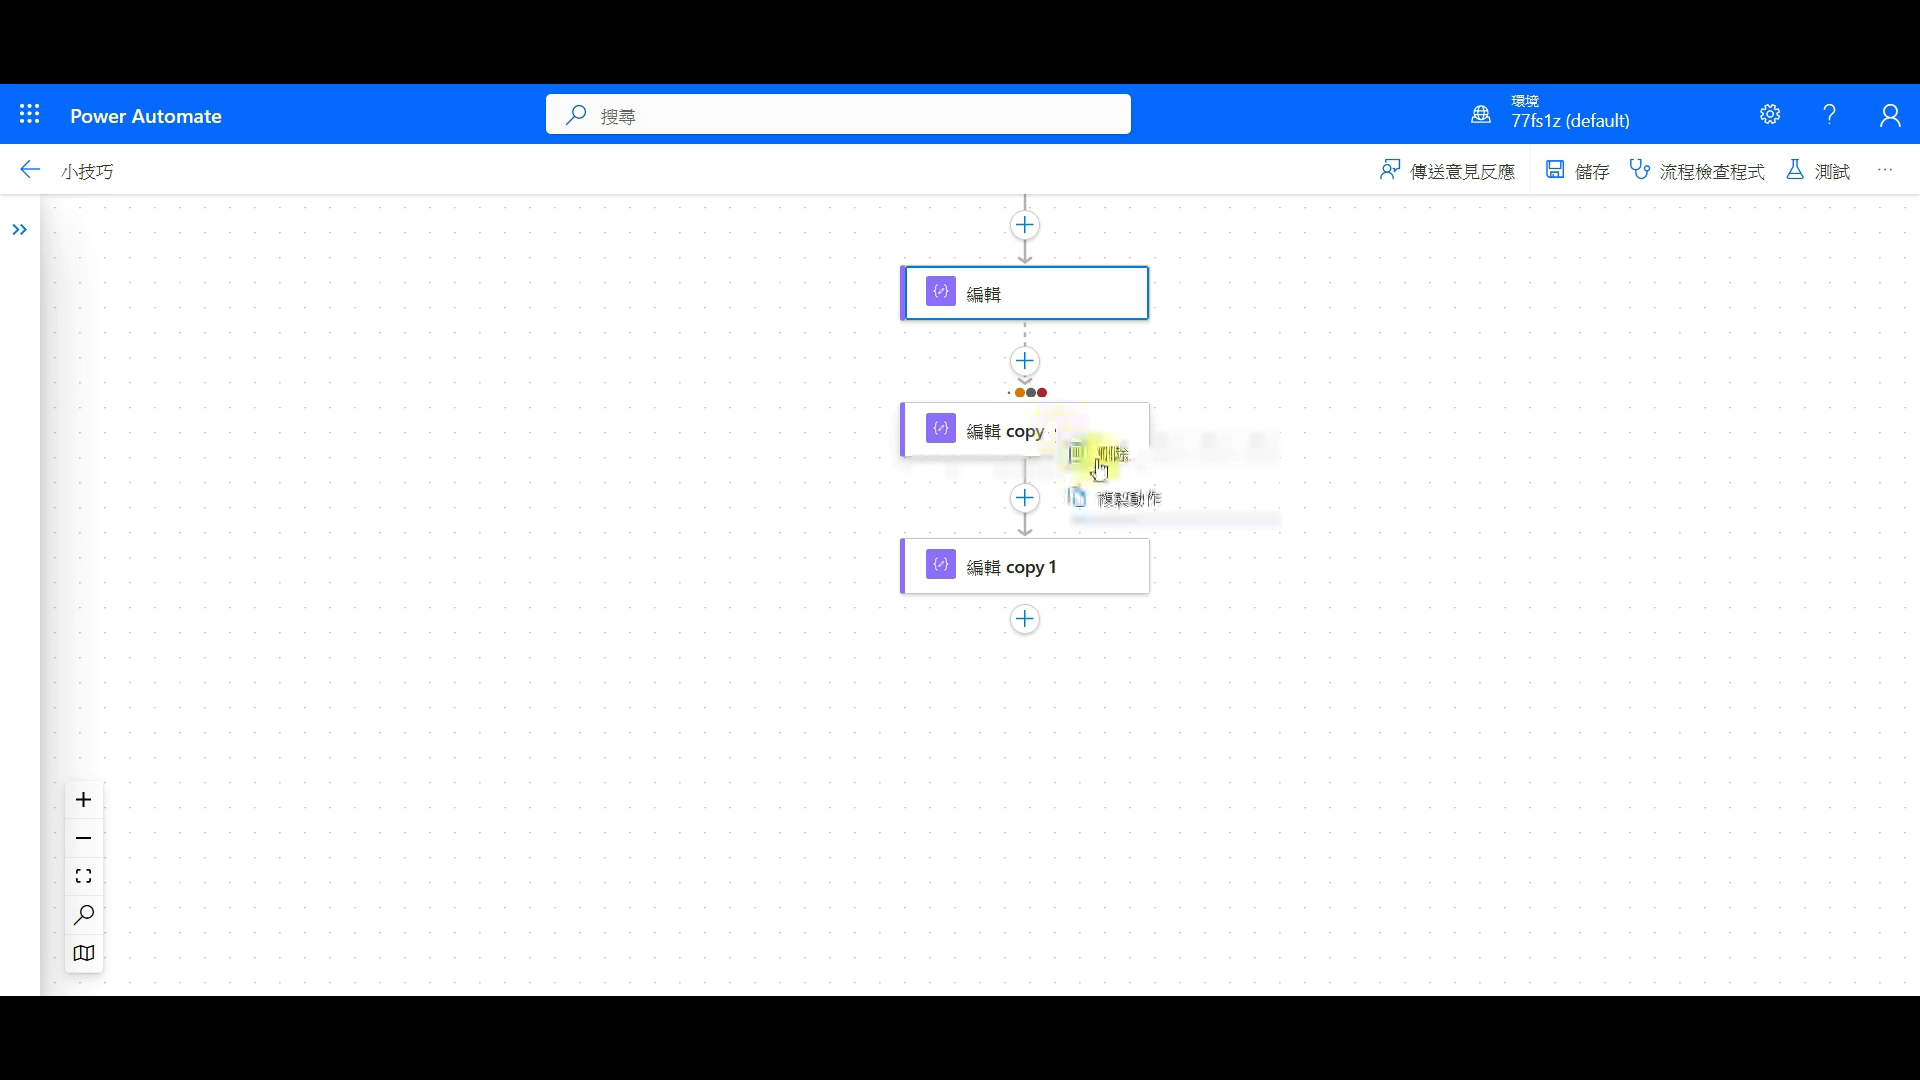 Power Automate
搜尋
環境
77fs1z (default)
小技巧
傳送意見反應
儲存
流程檢查程式
測試
編輯
編輯 copy
刪除
複製動作
編輯 copy 1